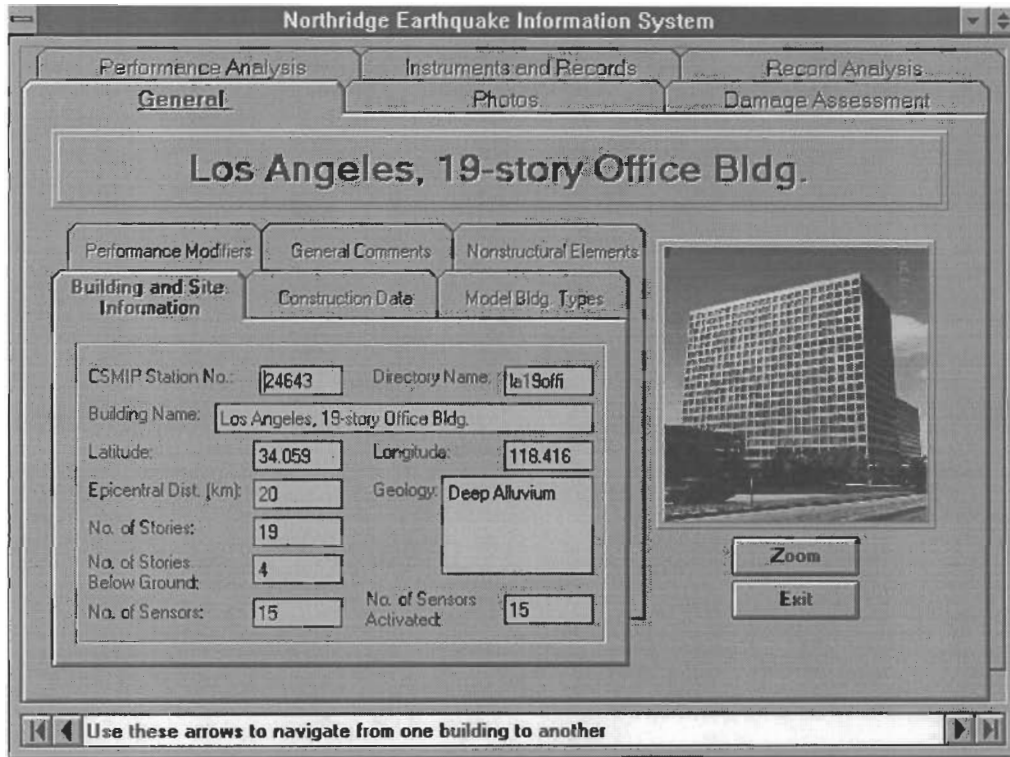 Northridge Earthquake Information System
Performance Analysis
Instruments and Records
Record Analysis
General
Photos
Damage Assessment
Los Angeles, 19-story Office Bldg.
Performance Modifiers
General Comments
Nonstructural Elements
Building and Site
Information
Construction Data
Model Bldg. Types
CSMIP Station No.: 24643
Directory Name: la19offi
Building Name: Los Angeles, 19-story Office Bldg.
Latitude: 34.059
Longitude: 118.416
Epicentral Dist. (km): 20
Geology: Deep Alluvium
No. of Stories: 19
No. of Stories
Below Ground: 4
No. of Sensors: 15
No. of Sensors
Activated: 15
Zoom
Exit
Use these arrows to navigate from one building to another